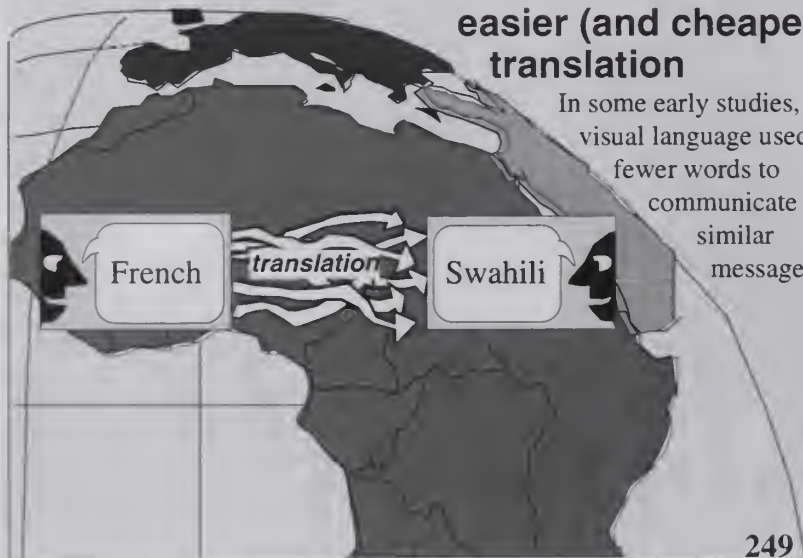 easier (and cheape
translation
In some early studies,
visual language used
fewer words to
communicate
similar
message
French
translation
Swahili
249